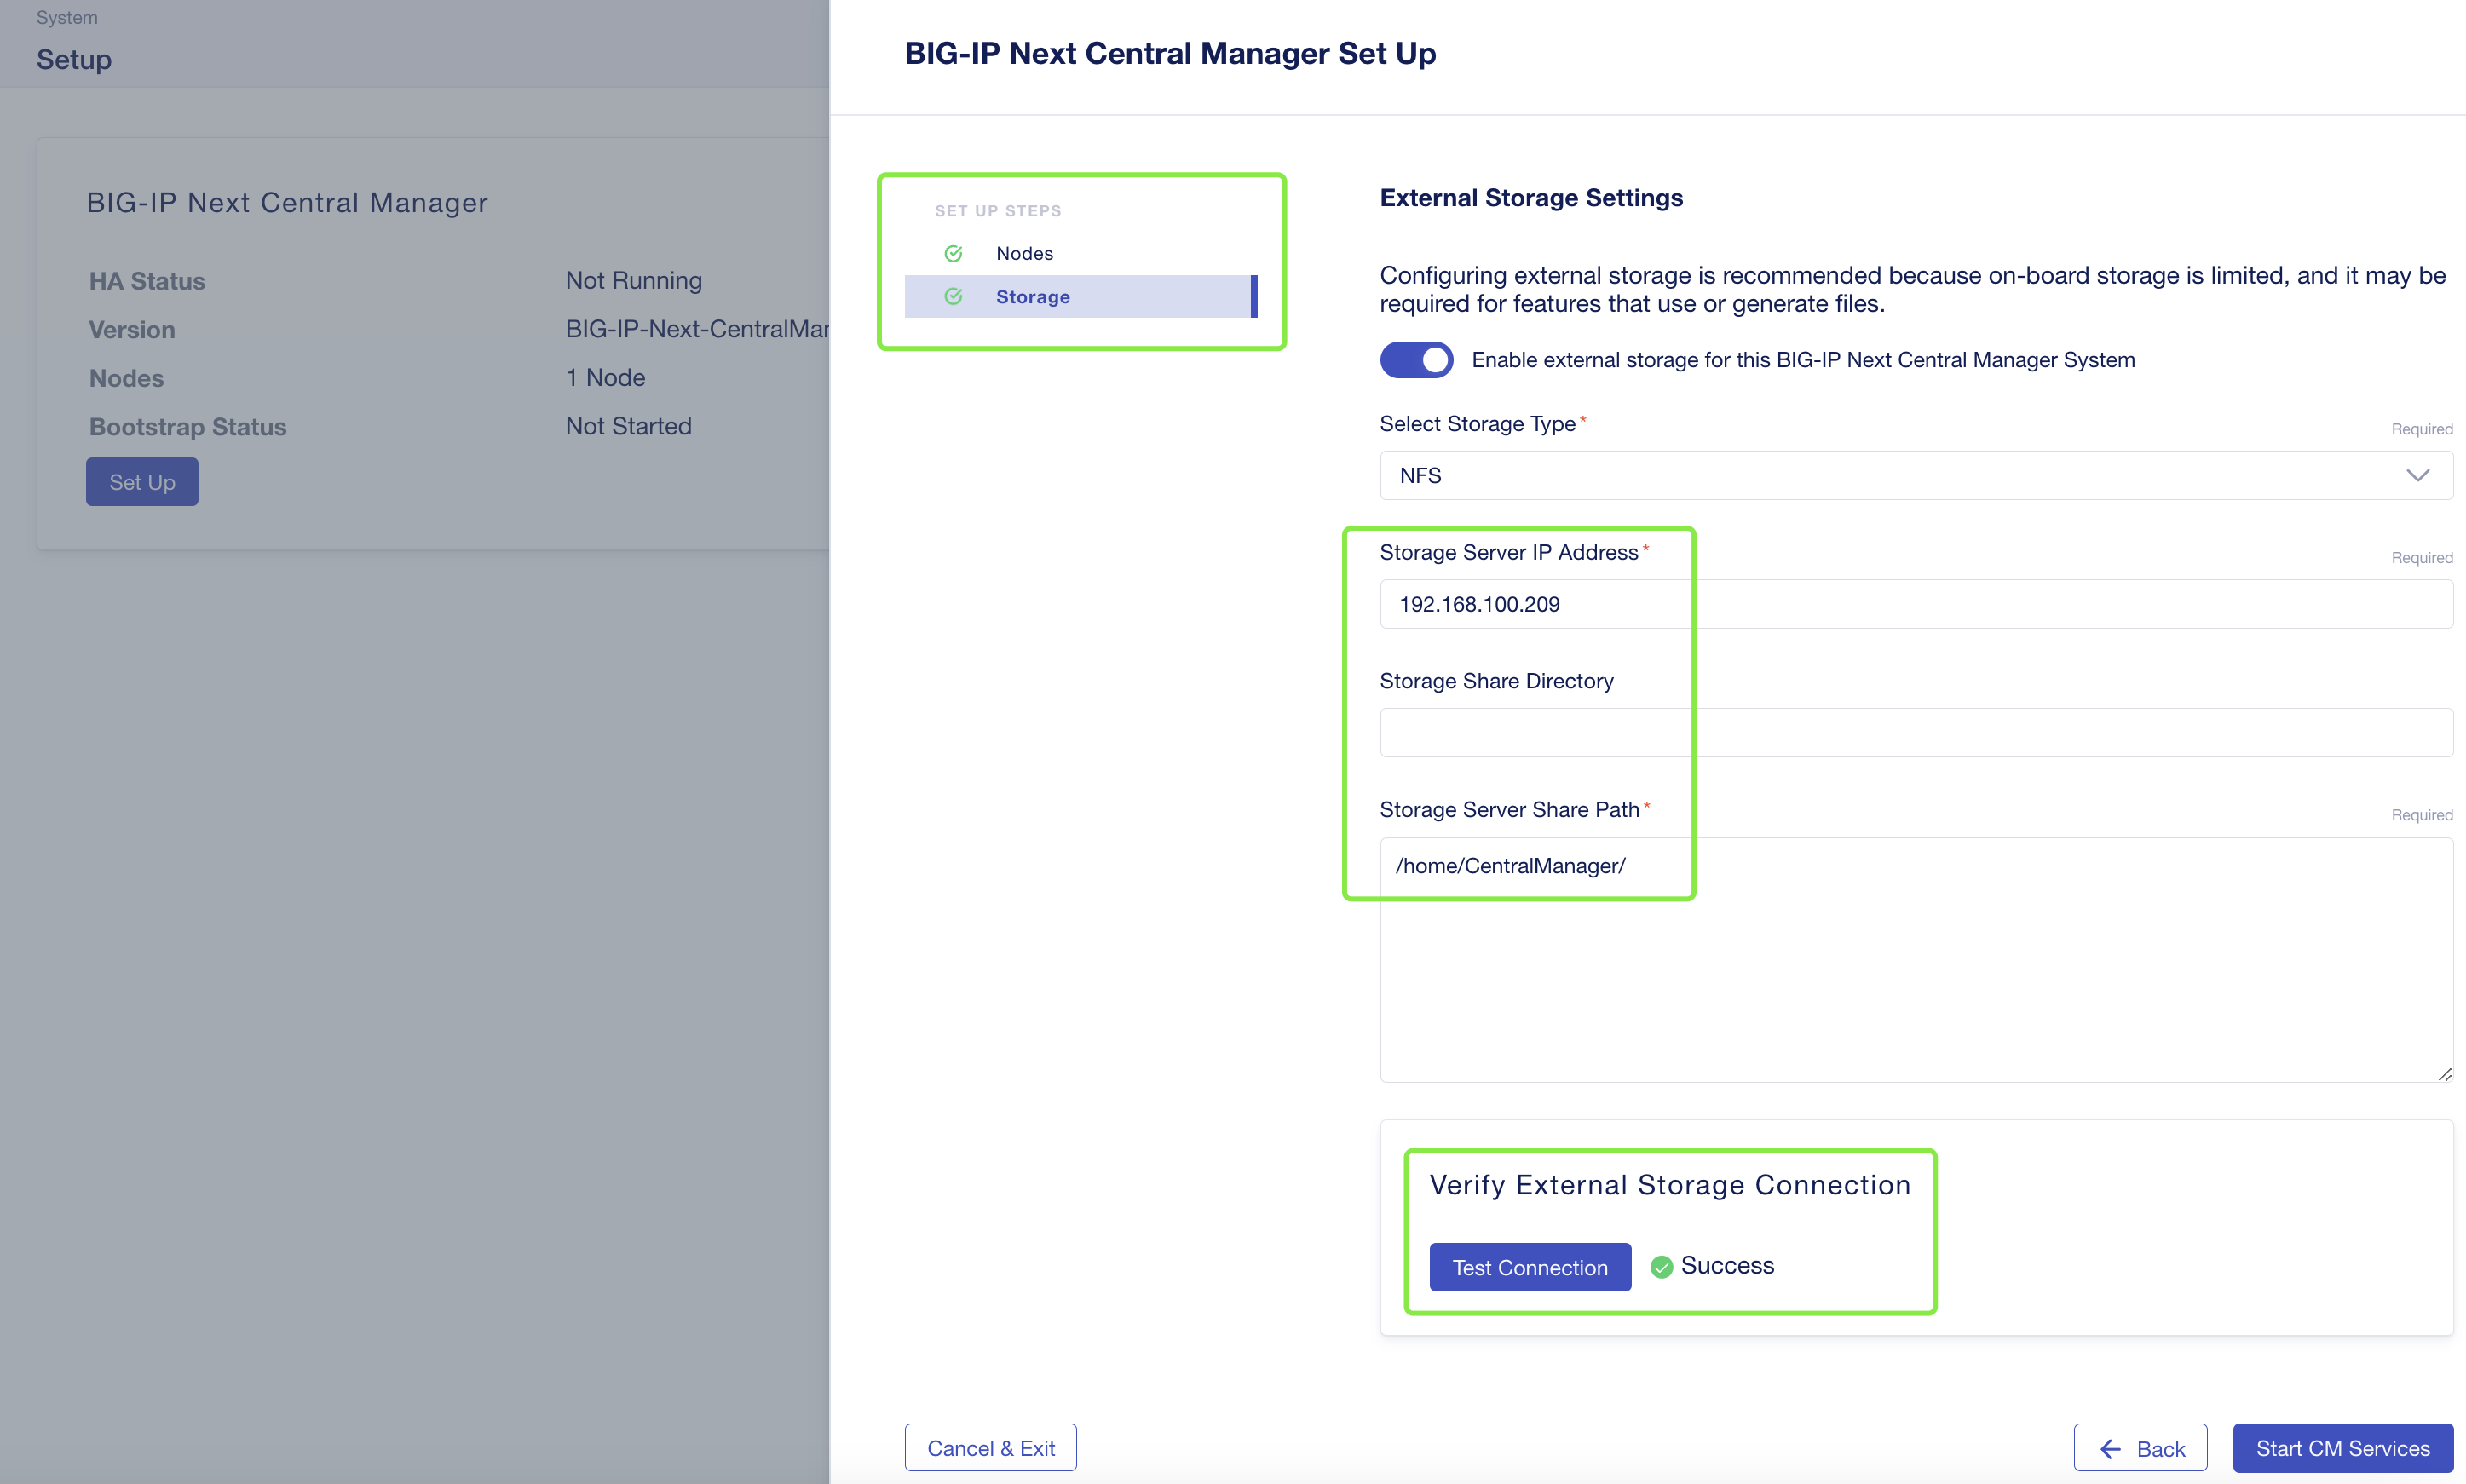 System
Setup
BIG-IP Next Central Manager
HA Status Not Running
Version BIG-IP-Next-CentralMar
Nodes 1 Node
Bootstrap Status Not Started
Set Up
BIG-IP Next Central Manager Set Up
SET UP STEPS
Nodes
Storage
External Storage Settings
Configuring external storage is recommended because on-board storage is limited, and it may be
required for features that use or generate files.
Enable external storage for this BIG-IP Next Central Manager System
Select Storage Type* Required
NFS
Storage Server IP Address* Required
192.168.100.209
Storage Share Directory
Storage Server Share Path* Required
/home/CentralManager/
Verify External Storage Connection
Test Connection Success
Cancel & Exit Back Start CM Services